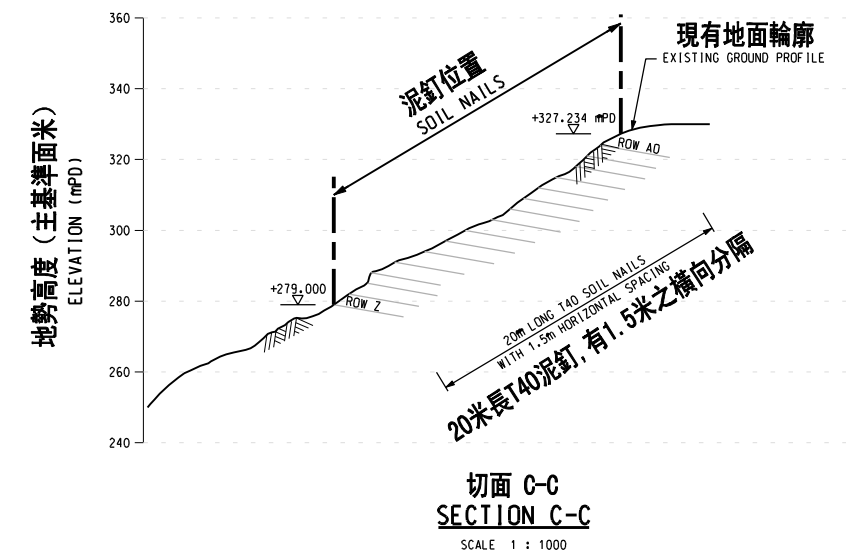 360
340
320
300
280
260
240
地勢高度 (主基準面米)
ELEVATION (mPD)
現有地面輪廓
EXISTING GROUND PROFILE
泥釘位置
SOIL NAILS
+327.234 mPD
ROW AO
+279.000
ROW Z
20m LONG T40 SOIL NAILS
WITH 1.5m HORIZONTAL SPACING
20米長T40泥釘, 有1.5米之橫向分隔
切面 C-C
SECTION C-C
SCALE 1 : 1000